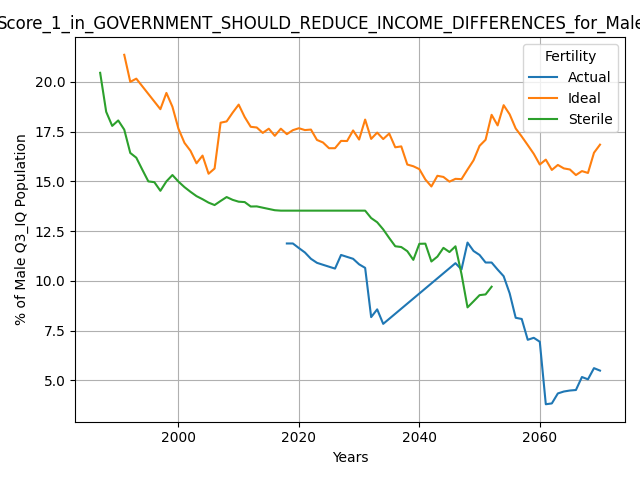 Score_1_in_GOVERNMENT_SHOULD_REDUCE_INCOME_DIFFERENCES_for_Male
Fertility
Actual
Ideal
Sterile
% of Male Q3_IQ Population
20.0
17.5
15.0
12.5
10.0
7.5
5.0
2000 2020 2040 2060
Years